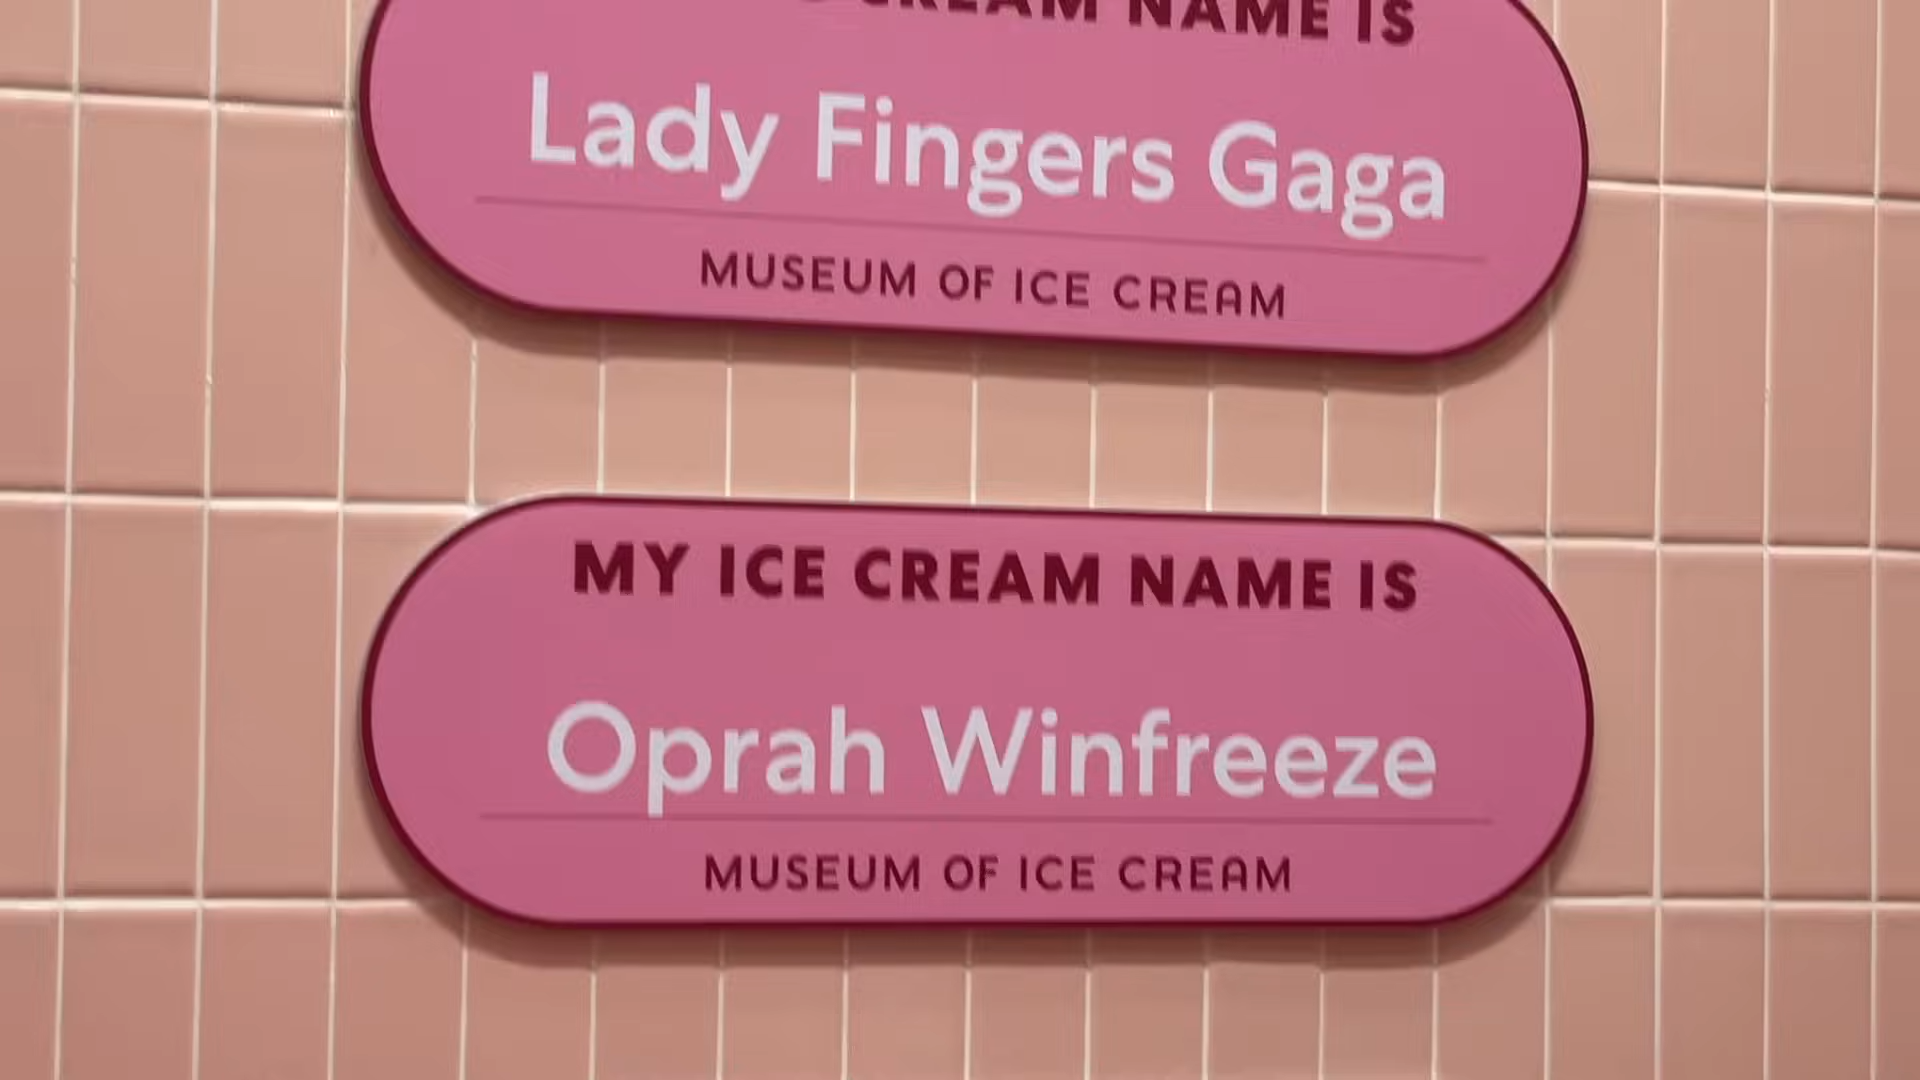 CREAM NAME IS
Lady Fingers Gaga
MUSEUM OF ICE CREAM
MY ICE CREAM NAME IS
Oprah Winfreeze
MUSEUM OF ICE CREAM